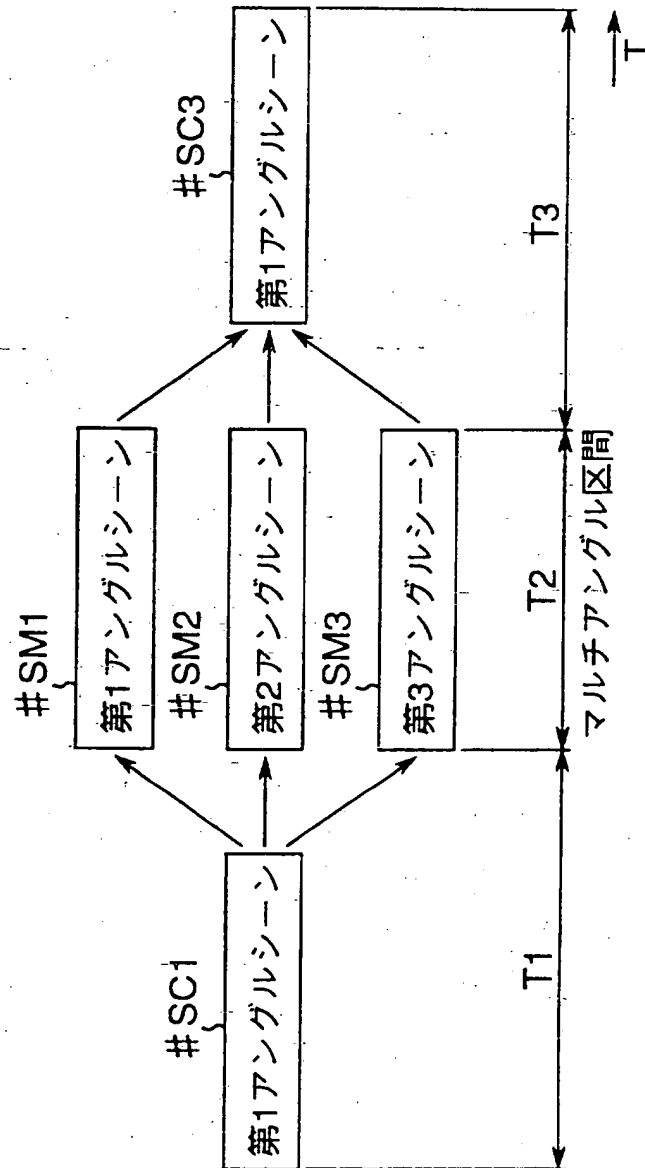 #SM1
第1アングルシーン
#SC1
#SM2
#SC3
第1アングルシーン
第2アングルシーン
第1アングルシーン
#SM3
第3アングルシーン
T1
T2
T3
マルチアングル区間
T